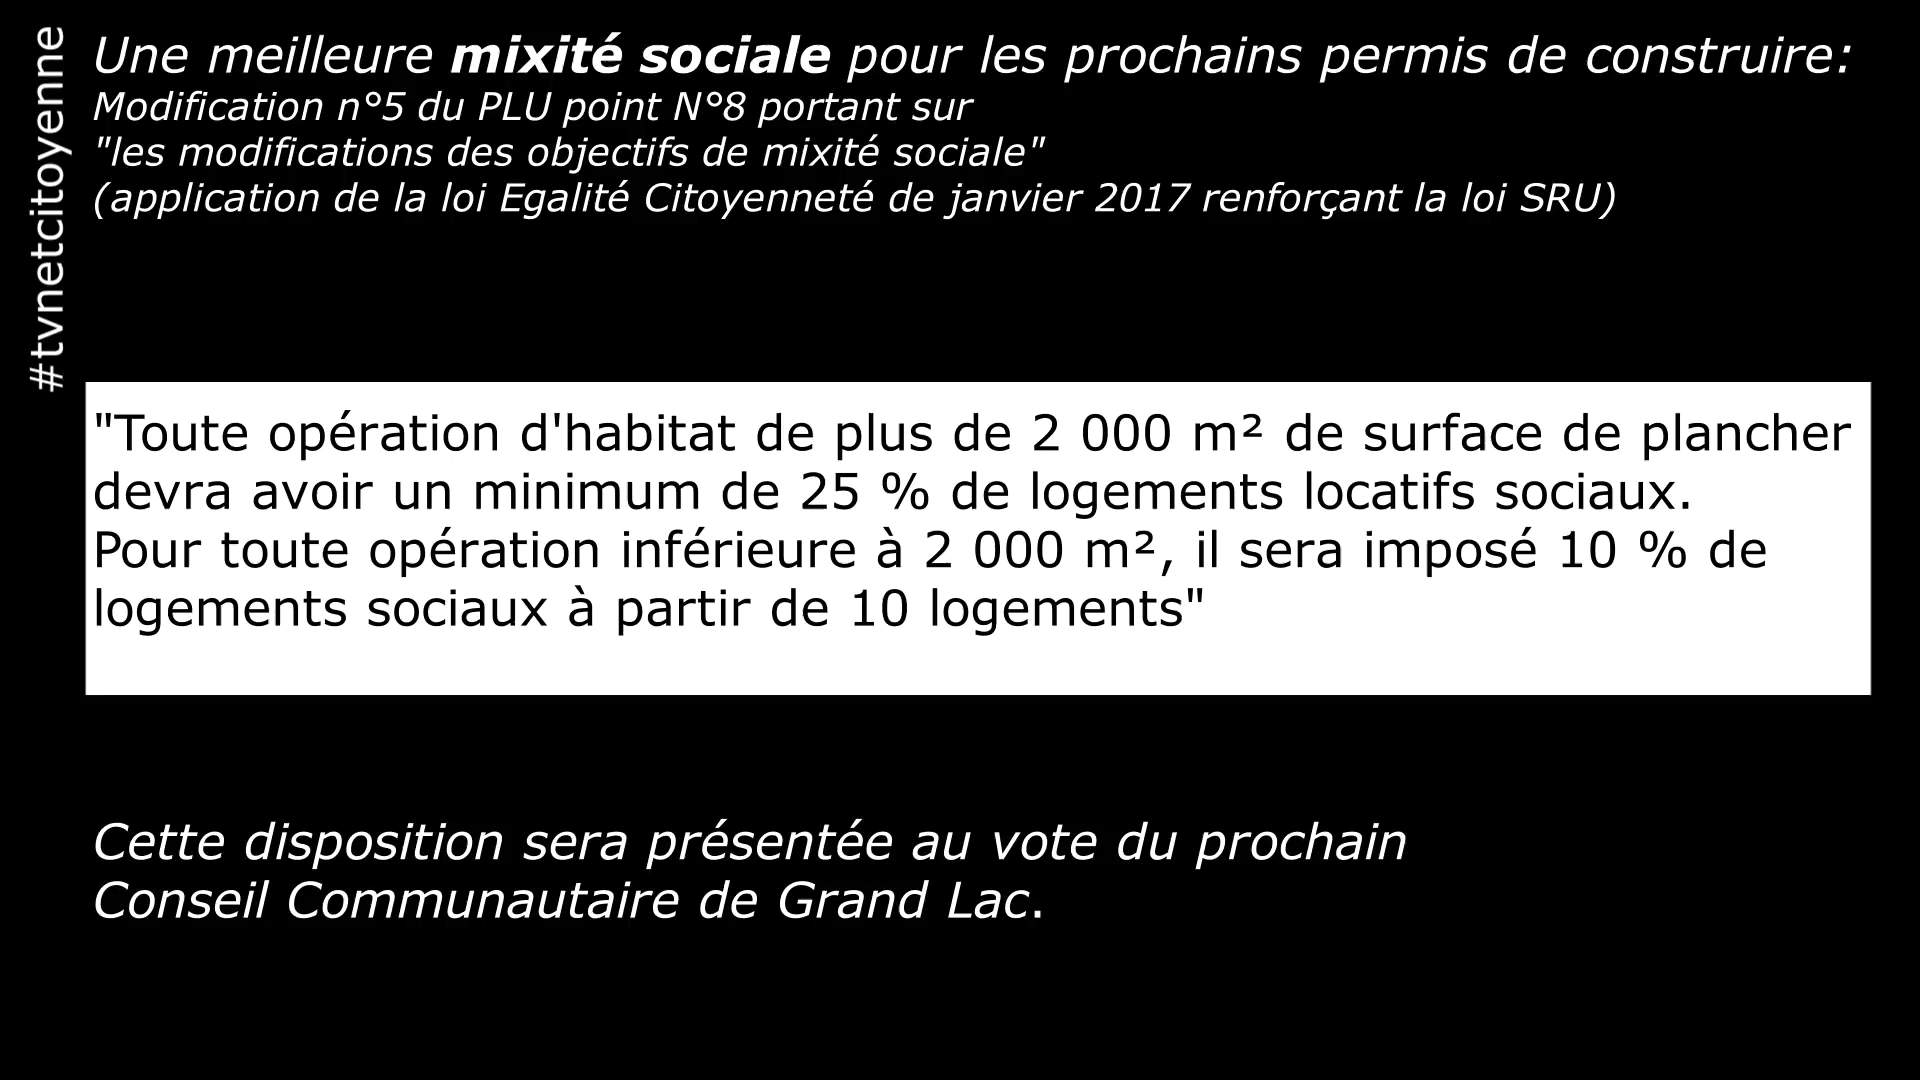 #tvnetcitoyenne
Une meilleure mixité sociale pour les prochains permis de construire:
Modification n°5 du PLU point N°8 portant sur
"les modifications des objectifs de mixité sociale"
(application de la loi Egalité Citoyenneté de janvier 2017 renforçant la loi SRU)
"Toute opération d'habitat de plus de 2 000 m² de surface de plancher
devra avoir un minimum de 25 % de logements locatifs sociaux.
Pour toute opération inférieure à 2 000 m², il sera imposé 10 % de
logements sociaux à partir de 10 logements"
Cette disposition sera présentée au vote du prochain
Conseil Communautaire de Grand Lac.